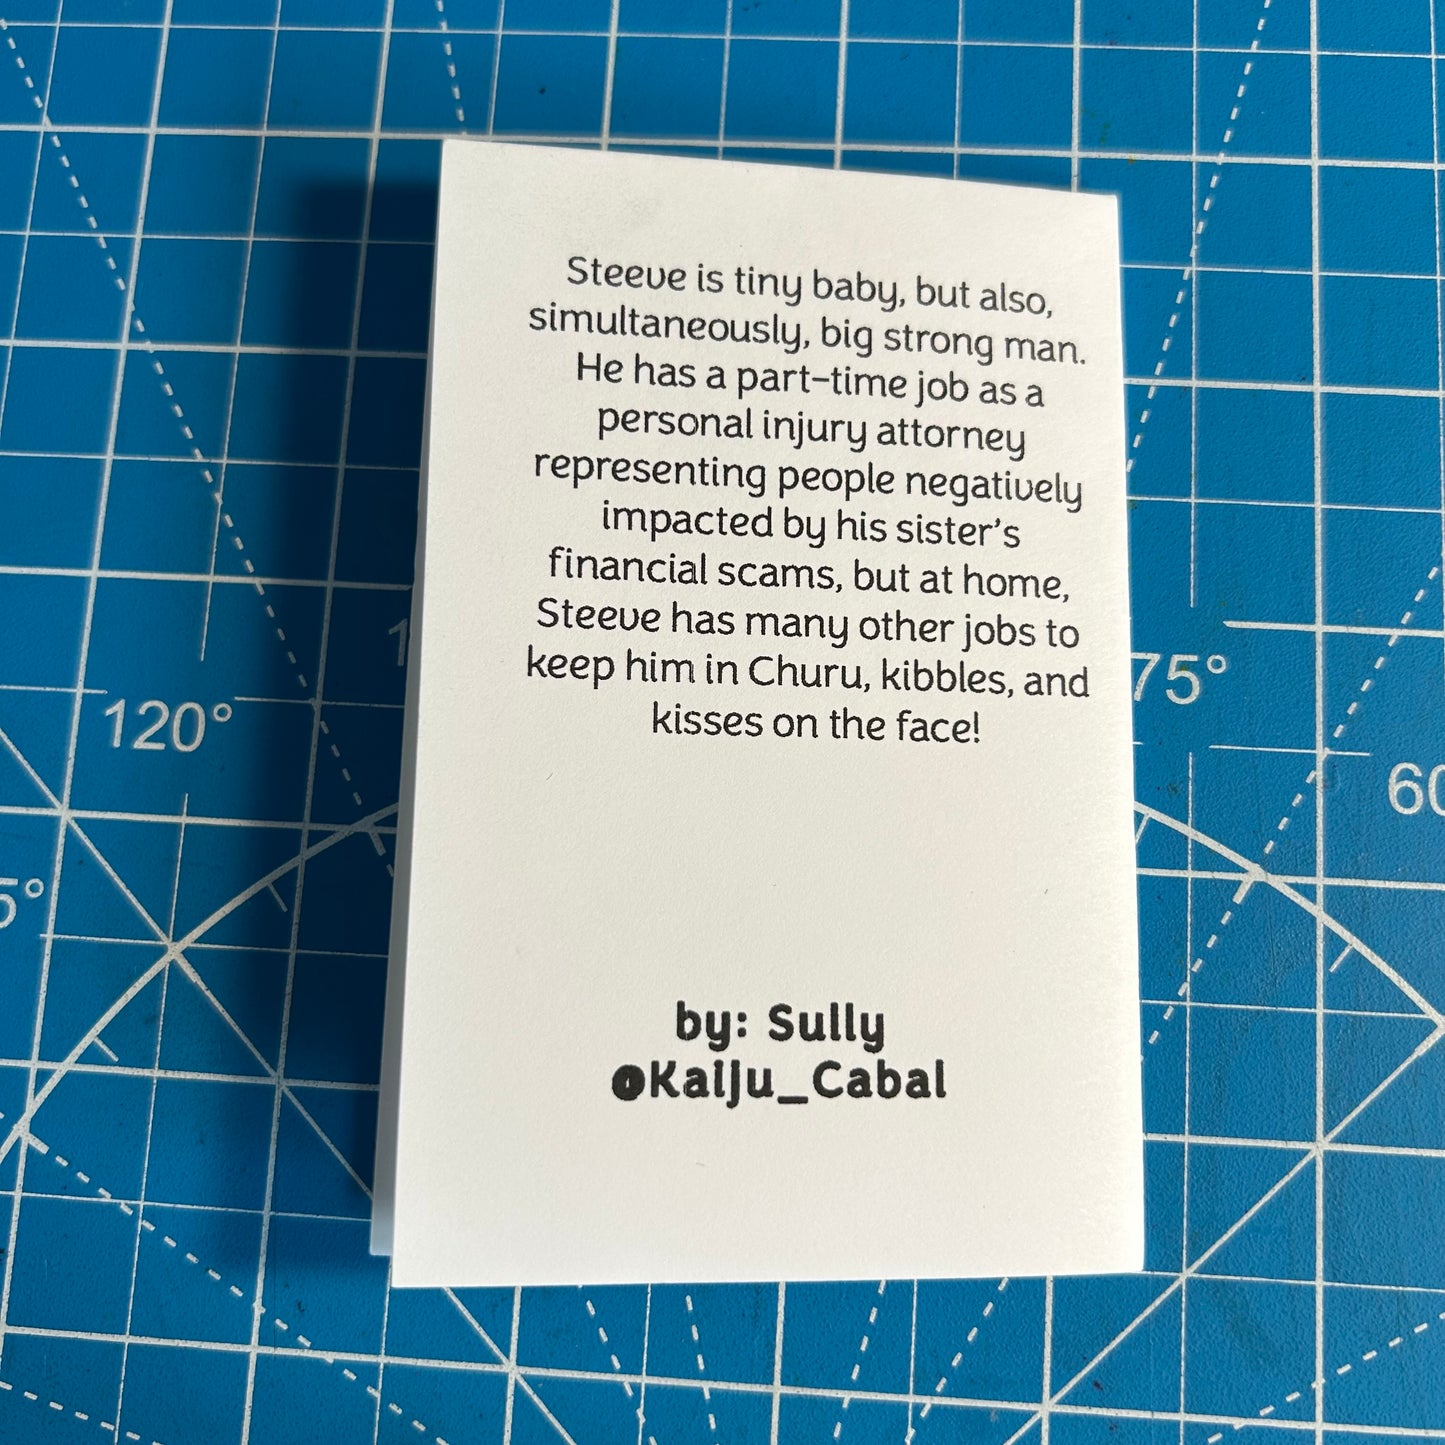 Steeve is tiny baby, but also,
simultaneously, big strong man.
He has a part-time job as a
personal injury attorney
representing people negatively
impacted by his sister's
financial scams, but at home,
Steeve has many other jobs to
keep him in Churu, kibbles, and
kisses on the face!
120°
75°
60
5°
by: Sully
@Kaiju_Cabal